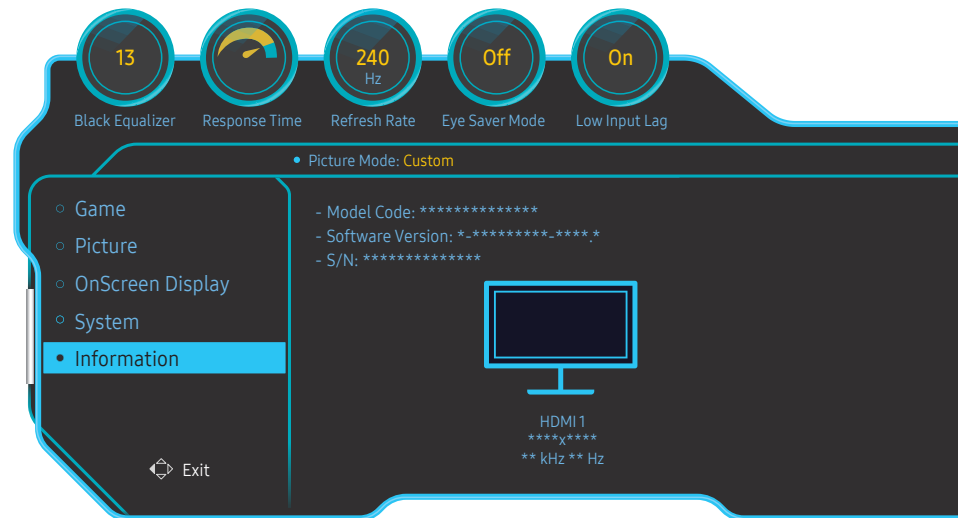 13
240
Hz
Off
On
Black Equalizer
Response Time
Refresh Rate
Eye Saver Mode
Low Input Lag
Picture Mode: Custom
Game
Picture
OnScreen Display
System
Information
- Model Code: **************
- Software Version: *-*********-****.*
- S/N: **************
HDMI 1
****x****
** kHz ** Hz
Exit